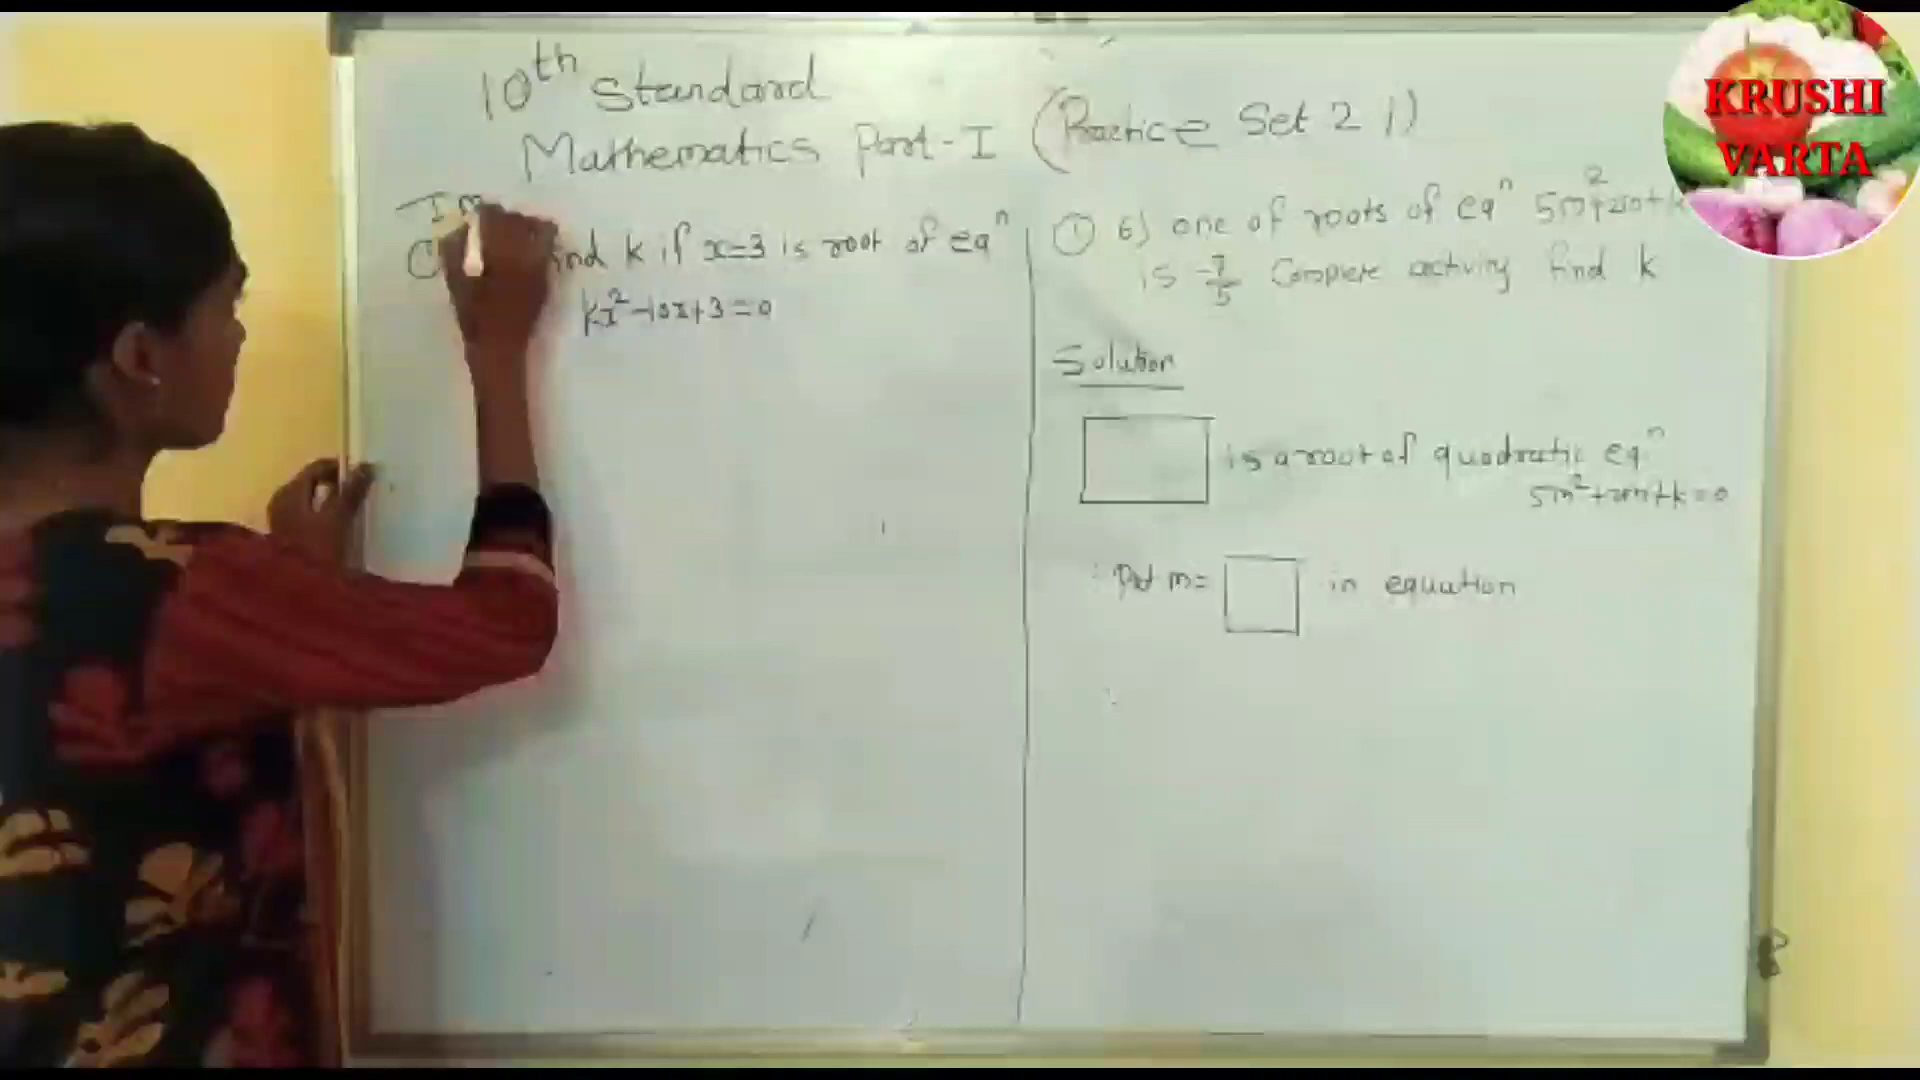 10th Standard
Mathematics Part-I (Practice Set 2 1)
Im
find k if x=3 is root of eqn
kx²-10x+3=0
① 6) one of roots of eqn 5m²+2m+k
is -7/5 Complete activity find k
Solution
is a root of quadratic eqn
5m²+2m+k=0
∴ Put m= in equation
KRUSHI
VARTA